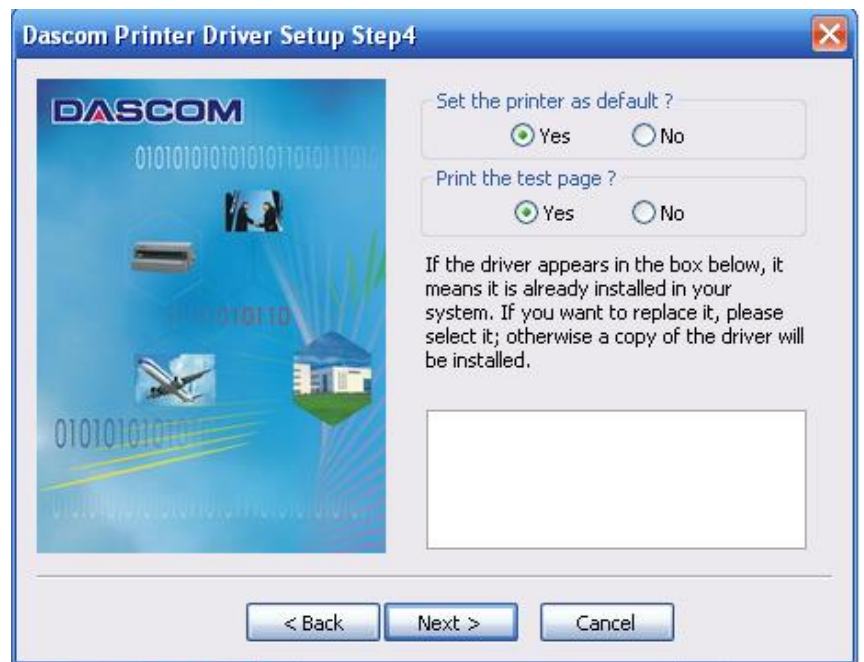 Dascom Printer Driver Setup Step4
DASCOM
Set the printer as default ?
Yes No
Print the test page ?
Yes No
If the driver appears in the box below, it
means it is already installed in your
system. If you want to replace it, please
select it; otherwise a copy of the driver will
be installed.
< Back Next > Cancel